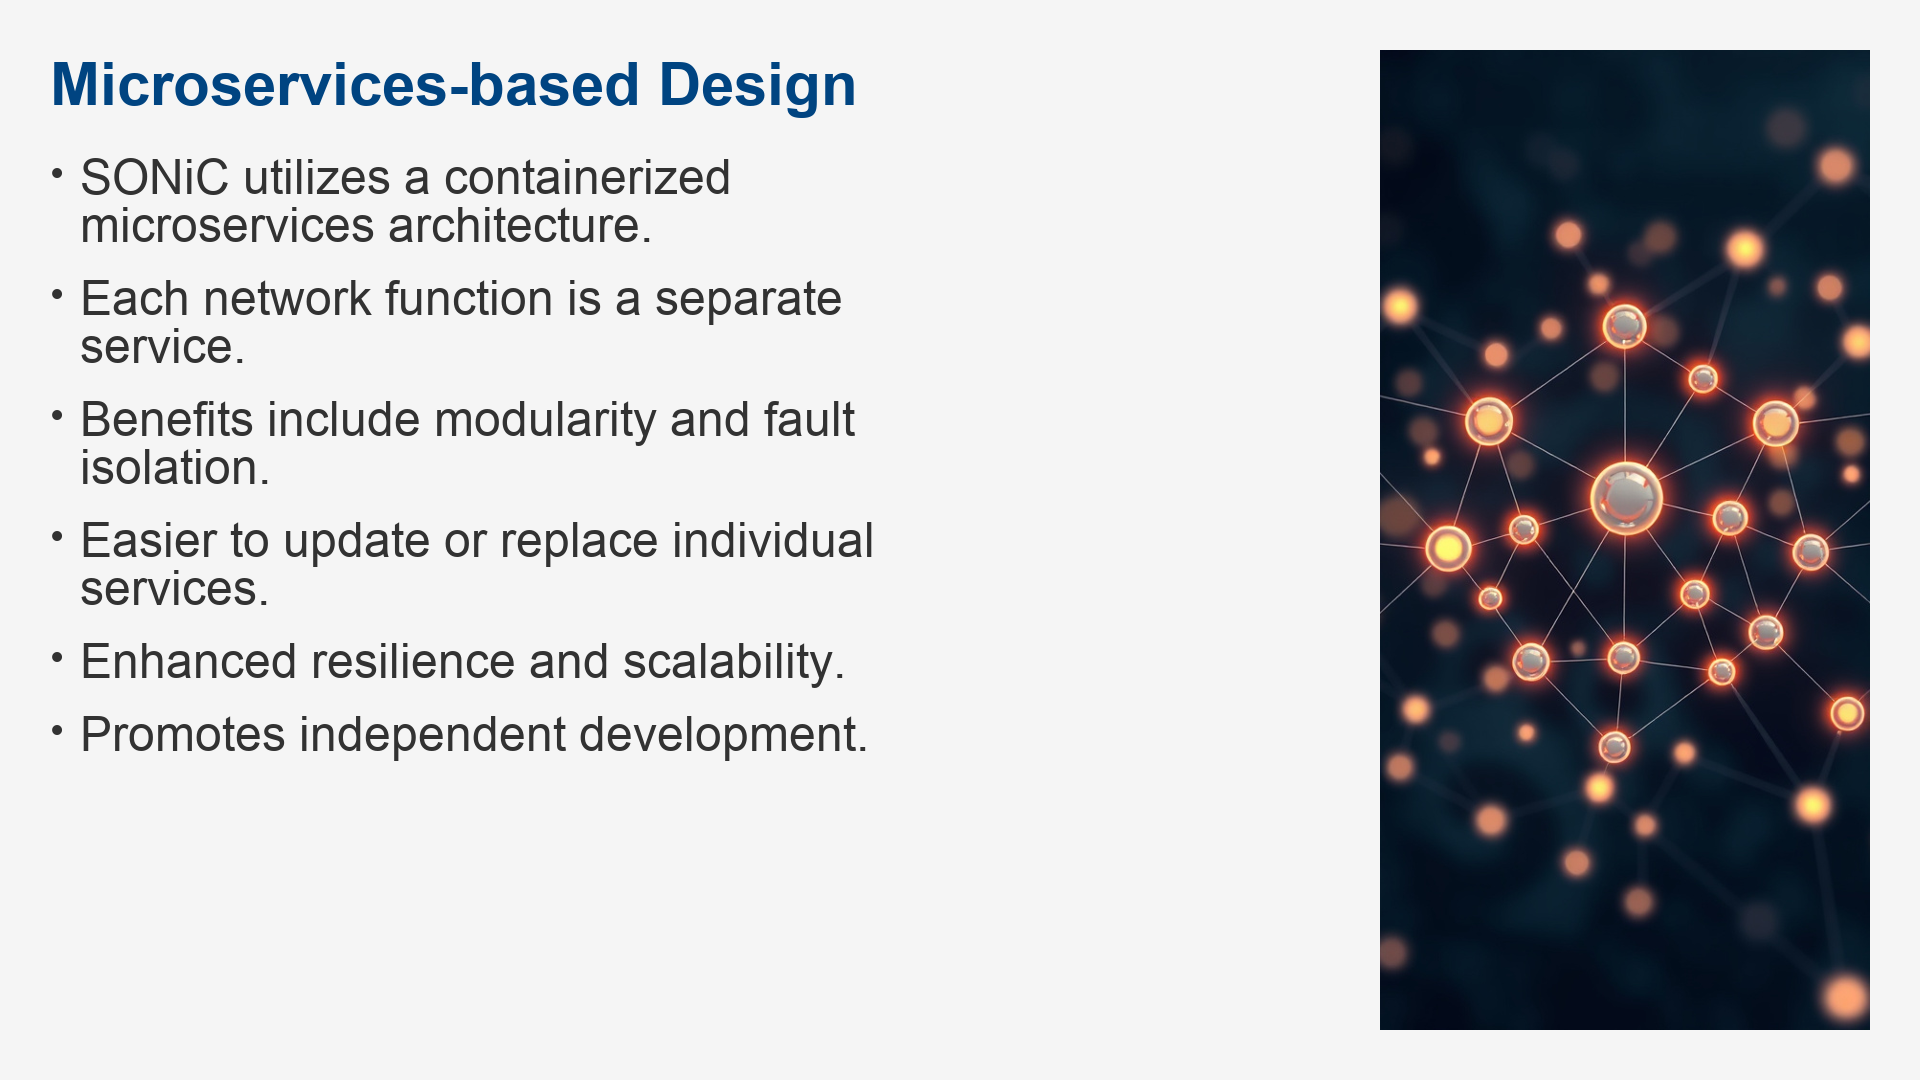 Microservices-based Design
• SONiC utilizes a containerized
microservices architecture.
• Each network function is a separate
service.
• Benefits include modularity and fault
isolation.
• Easier to update or replace individual
services.
• Enhanced resilience and scalability.
• Promotes independent development.